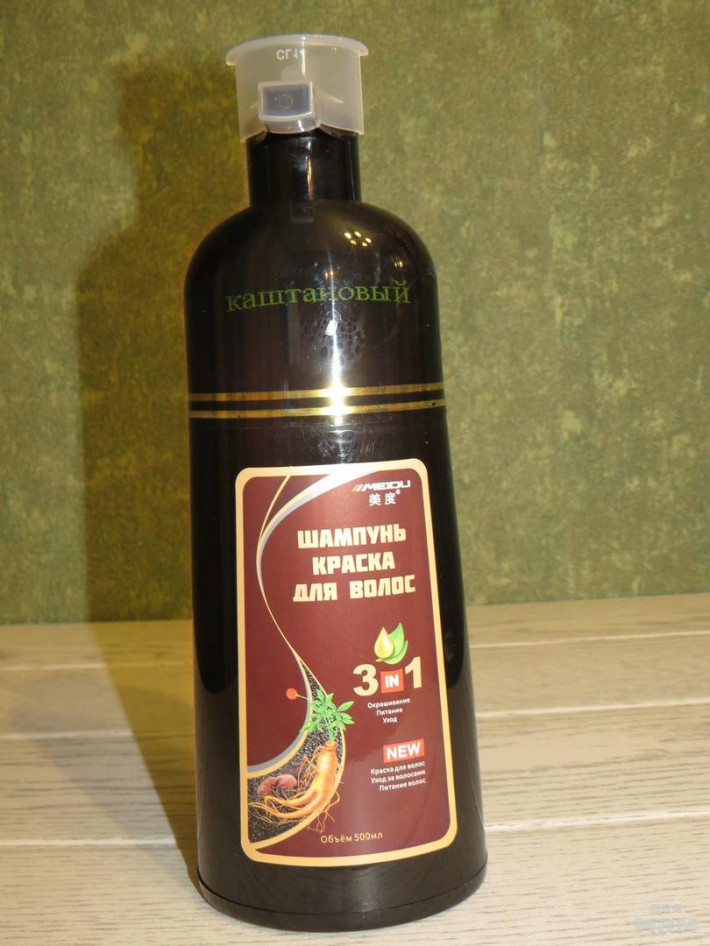 каштановый
MEIDU
美度®
ШАМПУНЬ
КРАСКА
ДЛЯ ВОЛОС
3 IN 1
Окрашивание
Питание
Уход
NEW
Краска для волос
Уход за волосами
Питание волос
Объём 500мл